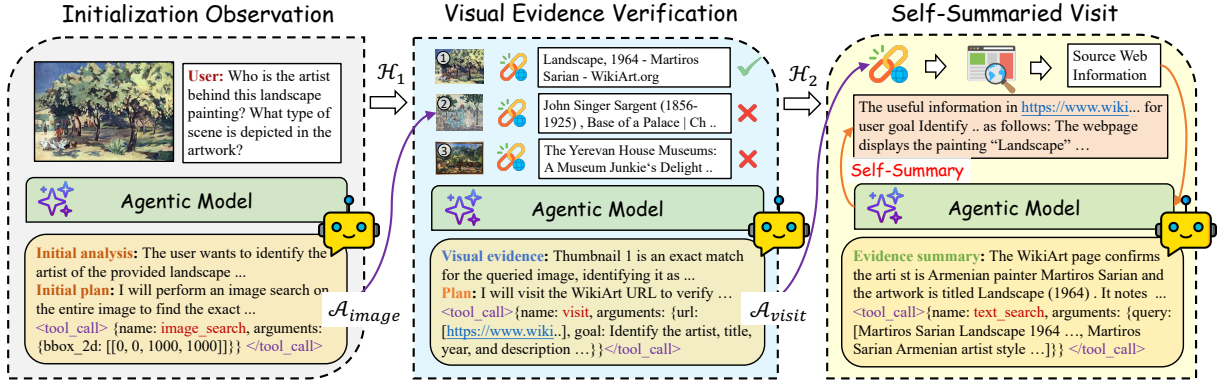 Initialization Observation
User: Who is the artist
behind this landscape
painting? What type of
scene is depicted in the
artwork?
Agentic Model
Initial analysis: The user wants to identify the
artist of the provided landscape ...
Initial plan: I will perform an image search on
the entire image to find the exact ...
<tool_call> {name: image_search, arguments:
{bbox_2d: [[0, 0, 1000, 1000]]}} </tool_call>
ℋ1
𝒜image
Visual Evidence Verification
①
Landscape, 1964 - Martiros
Sarian - WikiArt.org
②
John Singer Sargent (1856-
1925) , Base of a Palace | Ch ..
③
The Yerevan House Museums:
A Museum Junkie‘s Delight ..
Agentic Model
Visual evidence: Thumbnail 1 is an exact match
for the queried image, identifying it as ...
Plan: I will visit the WikiArt URL to verify …
<tool_call>{name: visit, arguments: {url:
[https://www.wiki..], goal: Identify the artist, title,
year, and description …}}</tool_call>
ℋ2
𝒜visit
Self-Summaried Visit
Source Web
Information
The useful information in https://www.wiki... for
user goal Identify .. as follows: The webpage
displays the painting “Landscape” …
Self-Summary
Agentic Model
Evidence summary: The WikiArt page confirms
the arti st is Armenian painter Martiros Sarian and
the artwork is titled Landscape (1964) . It notes ...
<tool_call>{name: text_search, arguments: {query:
[Martiros Sarian Landscape 1964 …, Martiros
Sarian Armenian artist style …]}} </tool_call>